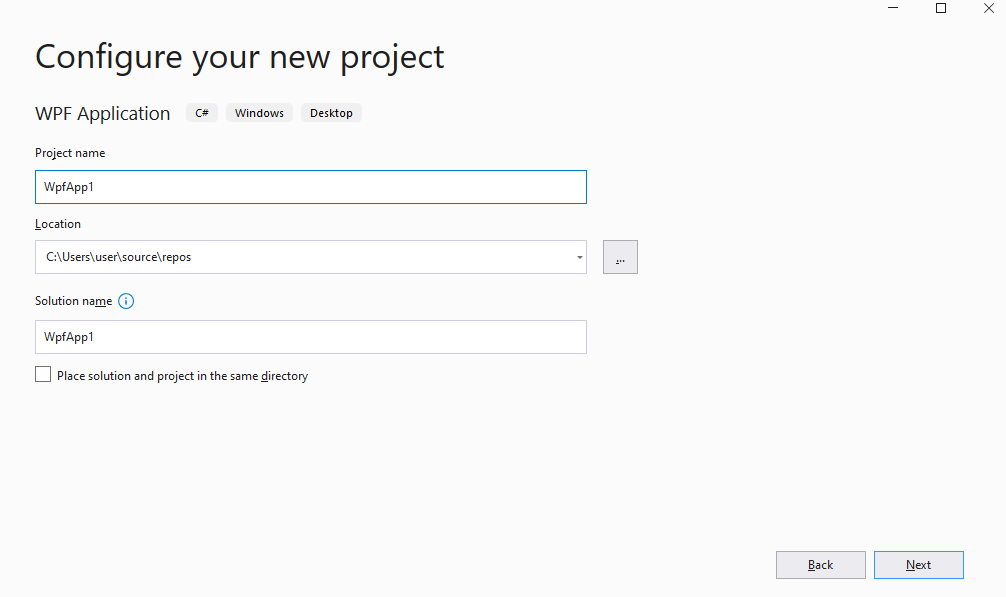 Configure your new project
WPF Application C# Windows Desktop
Project name
WpfApp1
Location
C:\Users\user\source\repos
...
Solution name
WpfApp1
Place solution and project in the same directory
Back Next